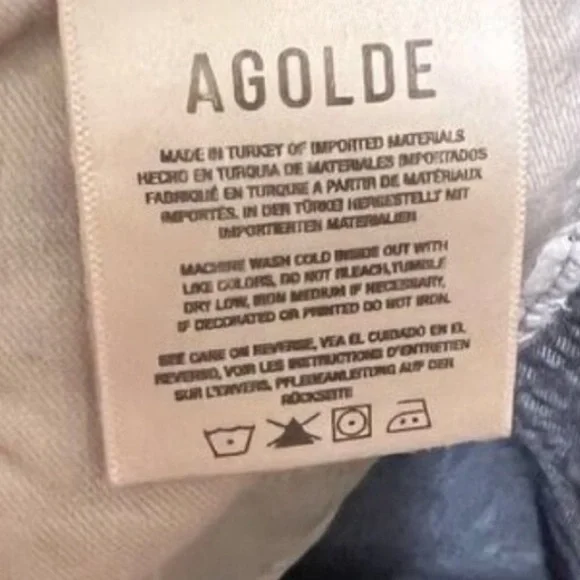 AGOLDE
MADE IN TURKEY OF IMPORTED MATERIALS
HECHO EN TURQUIA DE MATERIALES IMPORTADOS
FABRIQUÉ EN TURQUIE A PARTIR DE MATÉRIAUX
IMPORTÉS. IN DER TÜRKEI HERGESTELLT MIT
IMPORTIERTEN MATERIALIEN
MACHINE WASH COLD INSIDE OUT WITH
LIKE COLORS, DO NOT BLEACH, TUMBLE
DRY LOW, IRON MEDIUM IF NECESSARY,
IF DECORATED OR PRINTED DO NOT IRON.
SEE CARE ON REVERSE, VEA EL CUIDADO EN EL
REVERSO, VOIR LES INSTRUCTIONS D'ENTRETIEN
SUR L'ENVERS, PFLEGEANLEITUNG AUF DER
RÜCKSEITE